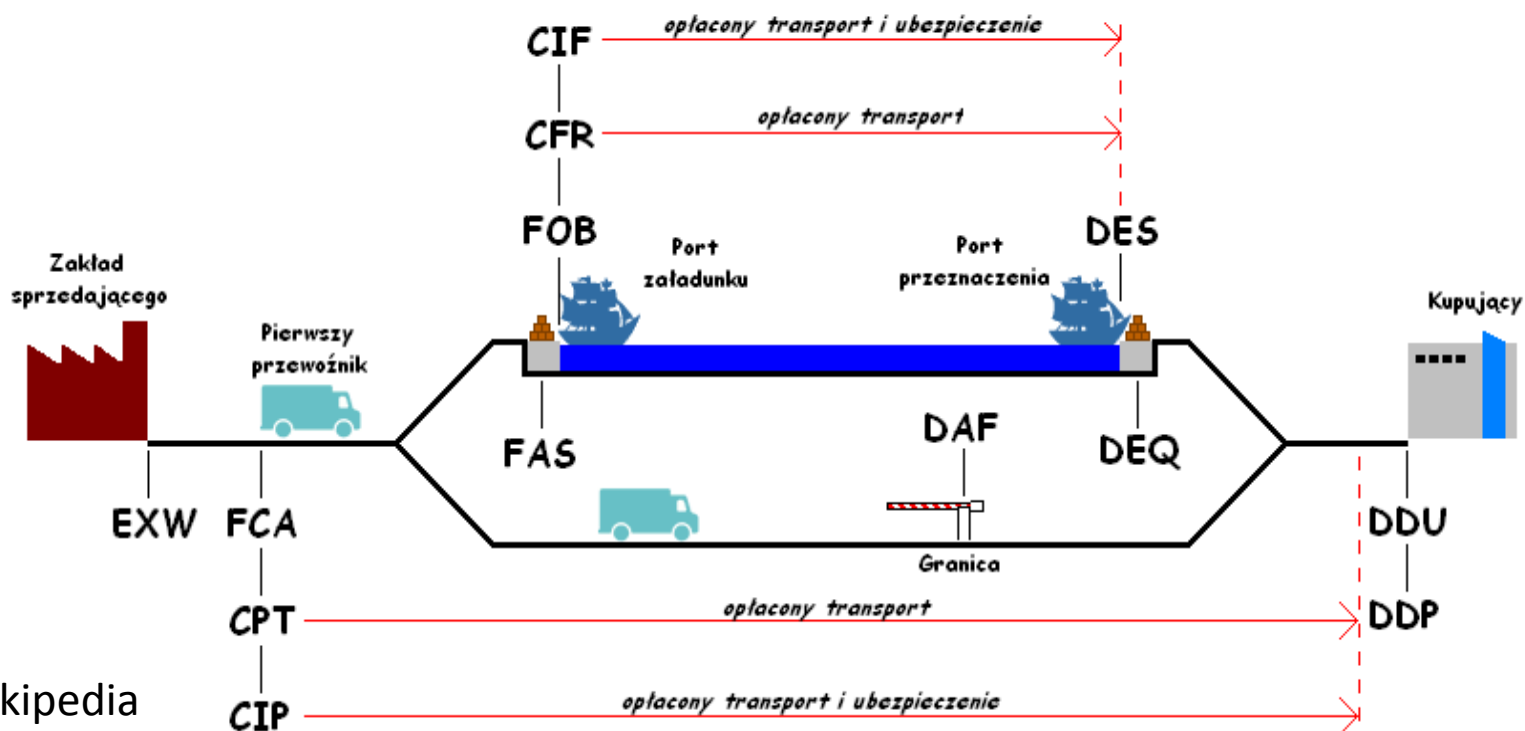 CIF
opłacony transport i ubezpieczenie
CFR
opłacony transport
FOB
DES
Port
załadunku
Port
przeznaczenia
Zakład
sprzedającego
Kupujący
Pierwszy
przewoźnik
FAS
DAF
DEQ
EXW
FCA
DDU
Granica
CPT
opłacony transport
DDP
kipedia
CIP
opłacony transport i ubezpieczenie